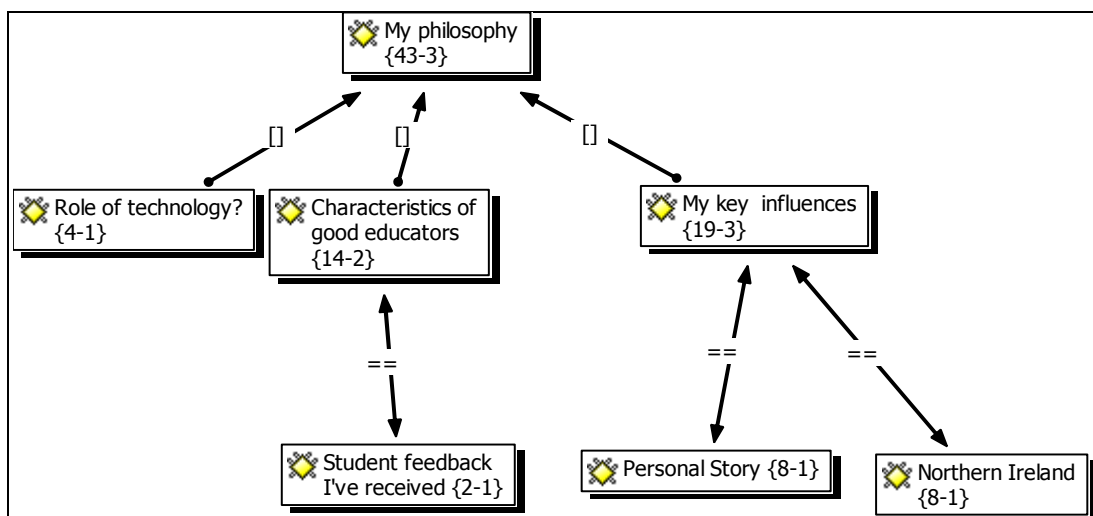 My philosophy
{43-3}
[]
[]
[]
Role of technology?
{4-1}
Characteristics of
good educators
{14-2}
My key influences
{19-3}
==
==
==
Student feedback
I've received {2-1}
Personal Story {8-1}
Northern Ireland
{8-1}